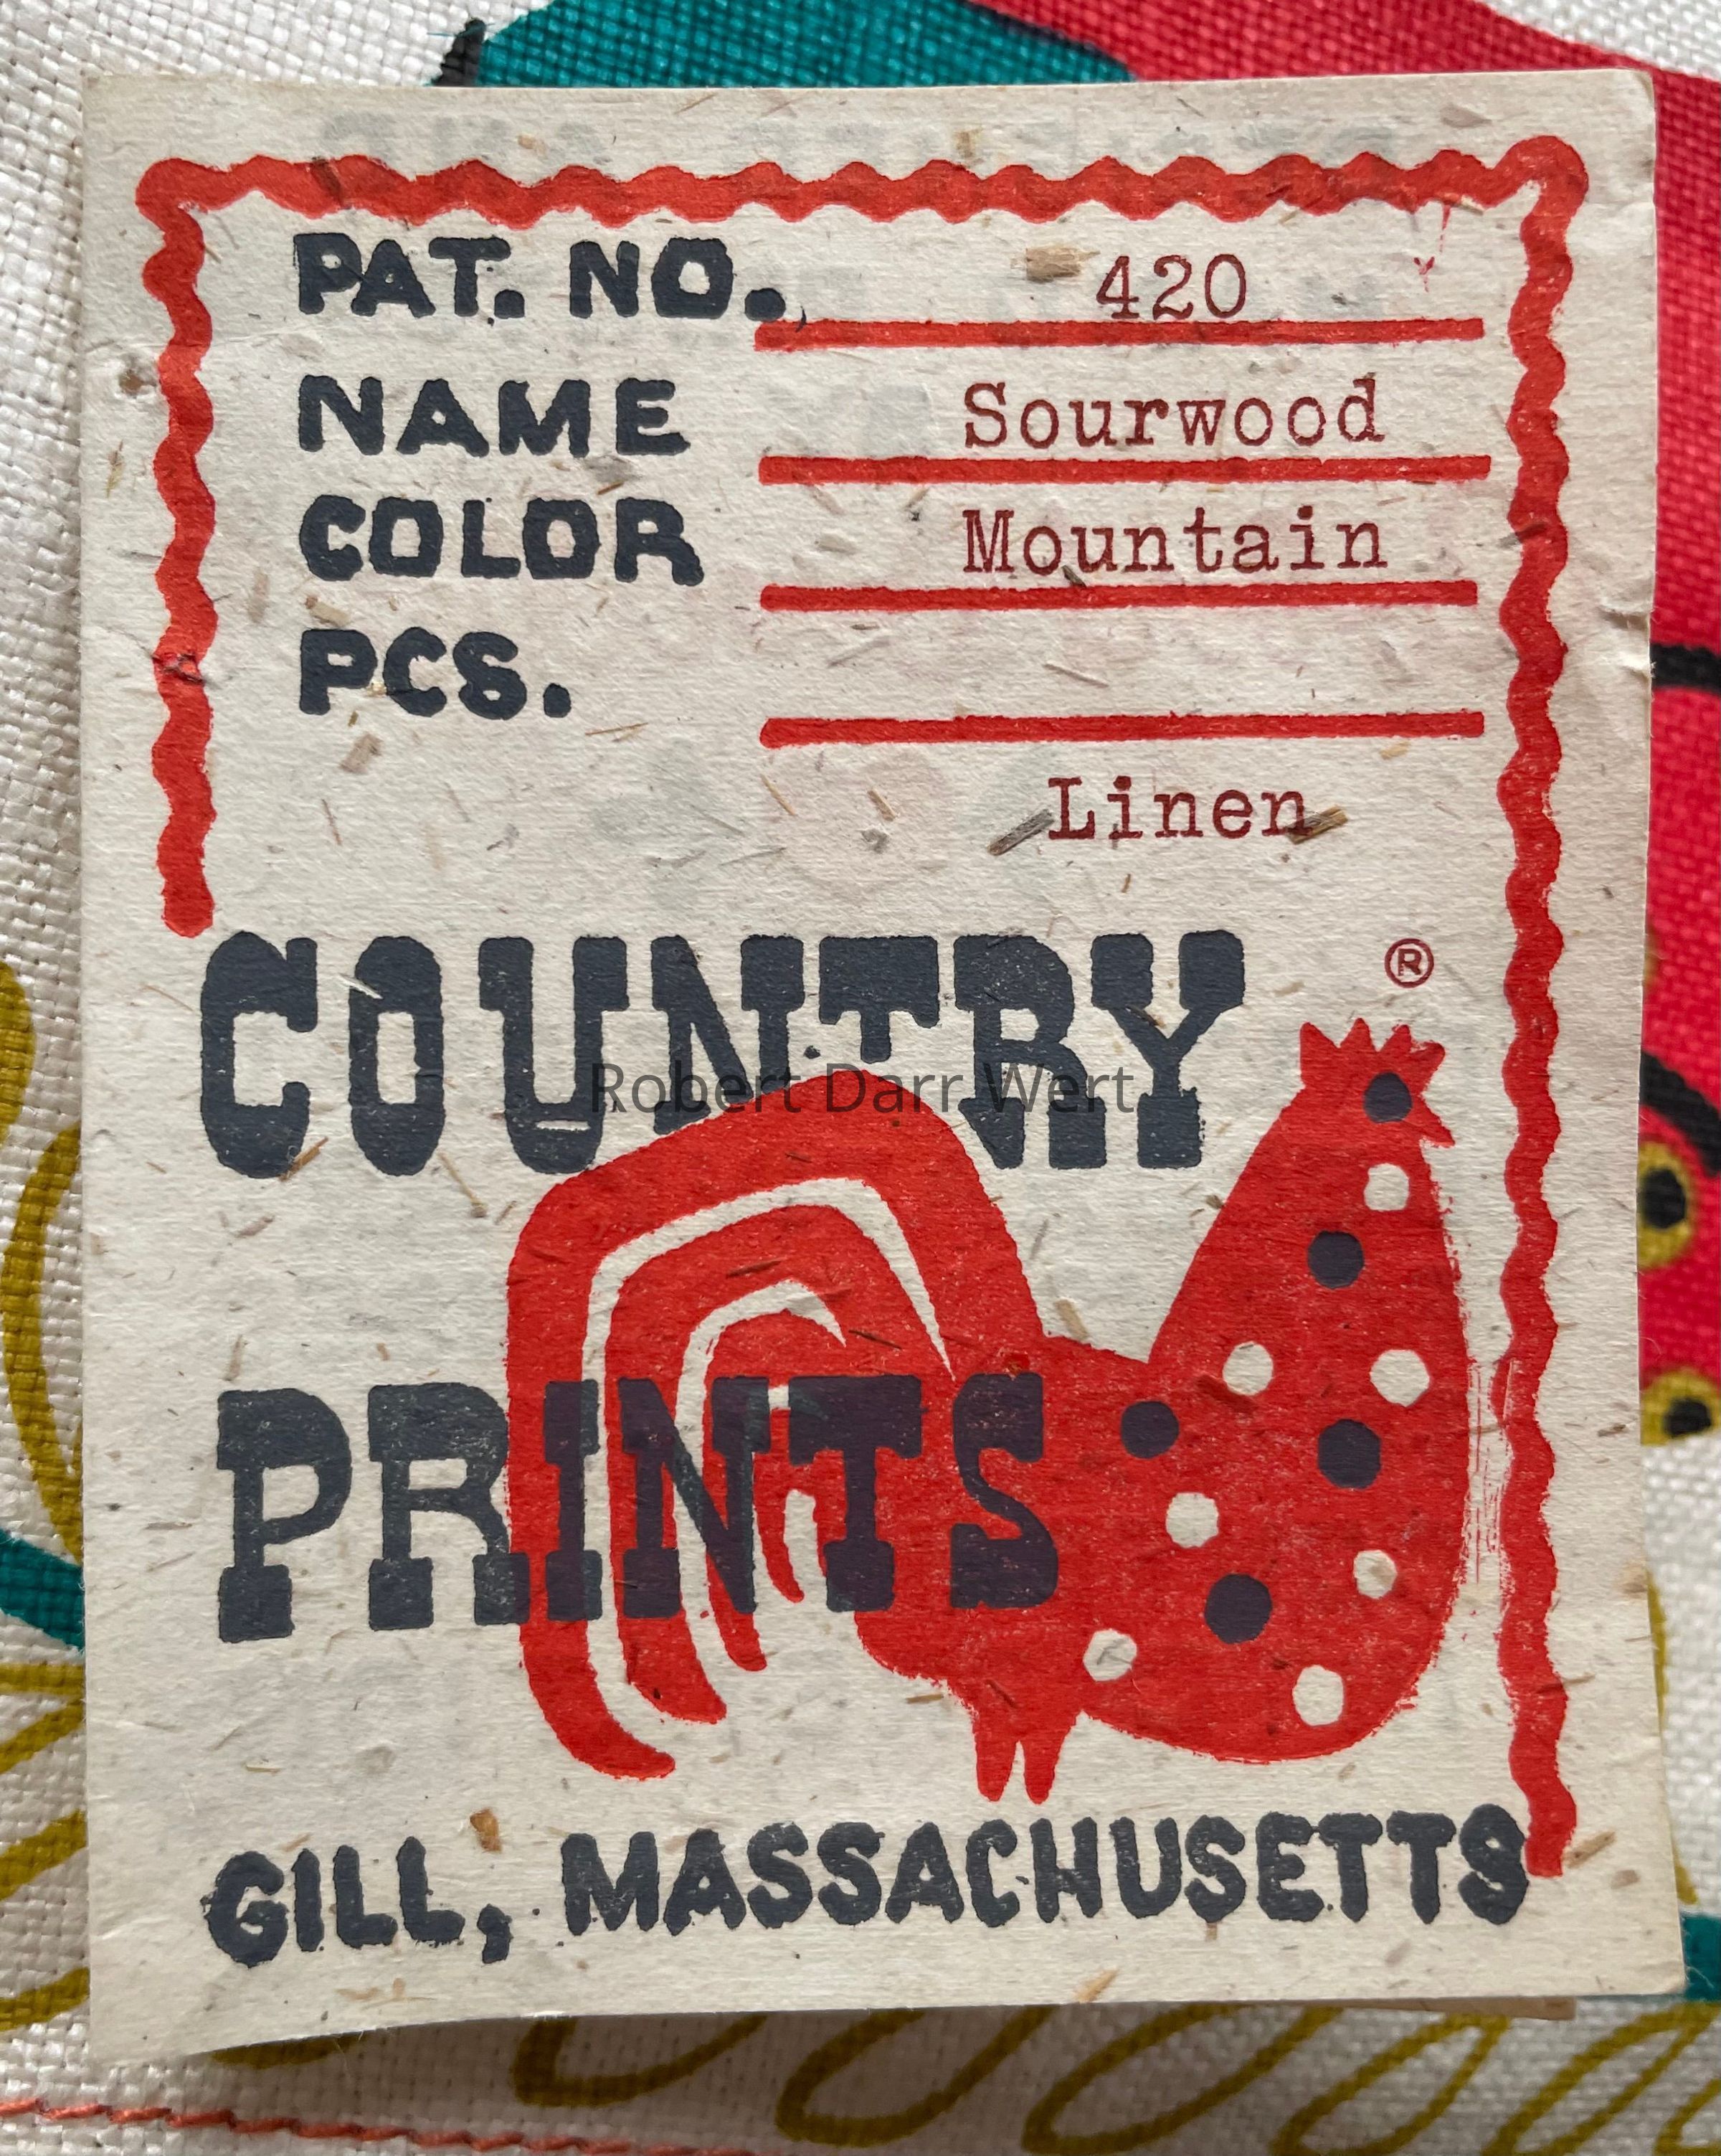 PAT. NO. 420
NAME Sourwood
COLOR Mountain
PCS.
Linen
COUNTRY ®
Robert Darr Wert
PRINTS
GILL, MASSACHUSETTS